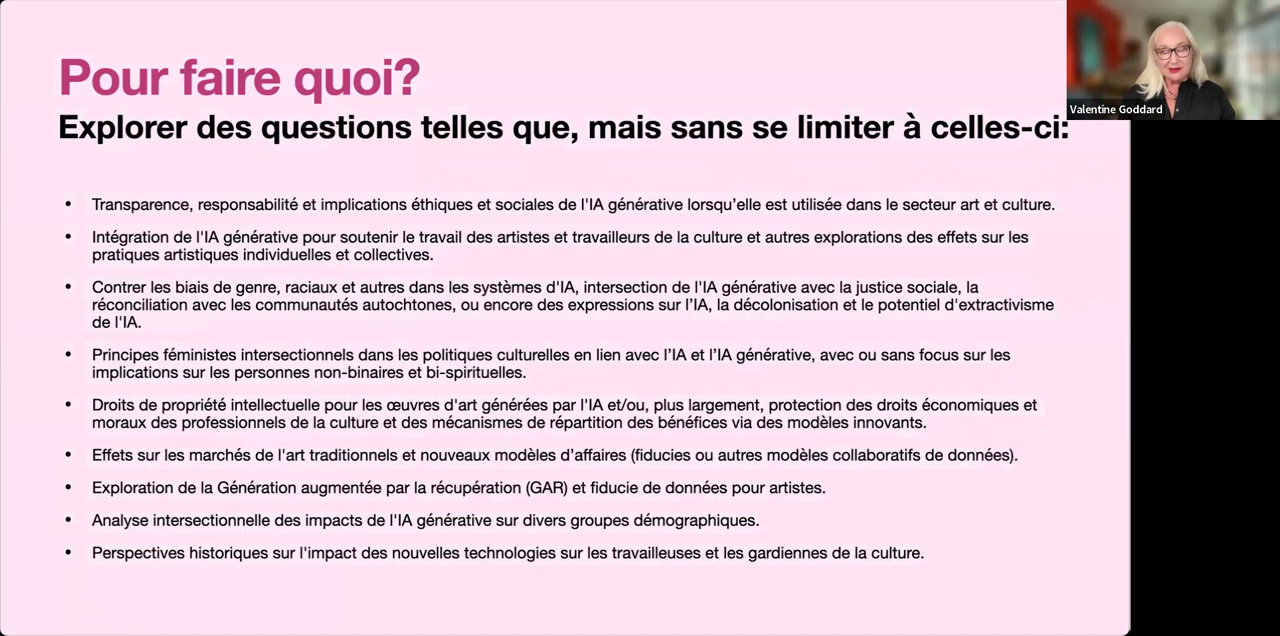 Pour faire quoi?
Explorer des questions telles que, mais sans se limiter à celles-ci:
Valentine Goddard
• Transparence, responsabilité et implications éthiques et sociales de l'IA générative lorsqu’elle est utilisée dans le secteur art et culture.
• Intégration de l'IA générative pour soutenir le travail des artistes et travailleurs de la culture et autres explorations des effets sur les
pratiques artistiques individuelles et collectives.
• Contrer les biais de genre, raciaux et autres dans les systèmes d'IA, intersection de l'IA générative avec la justice sociale, la
réconciliation avec les communautés autochtones, ou encore des expressions sur l’IA, la décolonisation et le potentiel d'extractivisme
de l'IA.
• Principes féministes intersectionnels dans les politiques culturelles en lien avec l’IA et l’IA générative, avec ou sans focus sur les
implications sur les personnes non-binaires et bi-spirituelles.
• Droits de propriété intellectuelle pour les œuvres d'art générées par l'IA et/ou, plus largement, protection des droits économiques et
moraux des professionnels de la culture et des mécanismes de répartition des bénéfices via des modèles innovants.
• Effets sur les marchés de l'art traditionnels et nouveaux modèles d’affaires (fiducies ou autres modèles collaboratifs de données).
• Exploration de la Génération augmentée par la récupération (GAR) et fiducie de données pour artistes.
• Analyse intersectionnelle des impacts de l'IA générative sur divers groupes démographiques.
• Perspectives historiques sur l'impact des nouvelles technologies sur les travailleuses et les gardiennes de la culture.